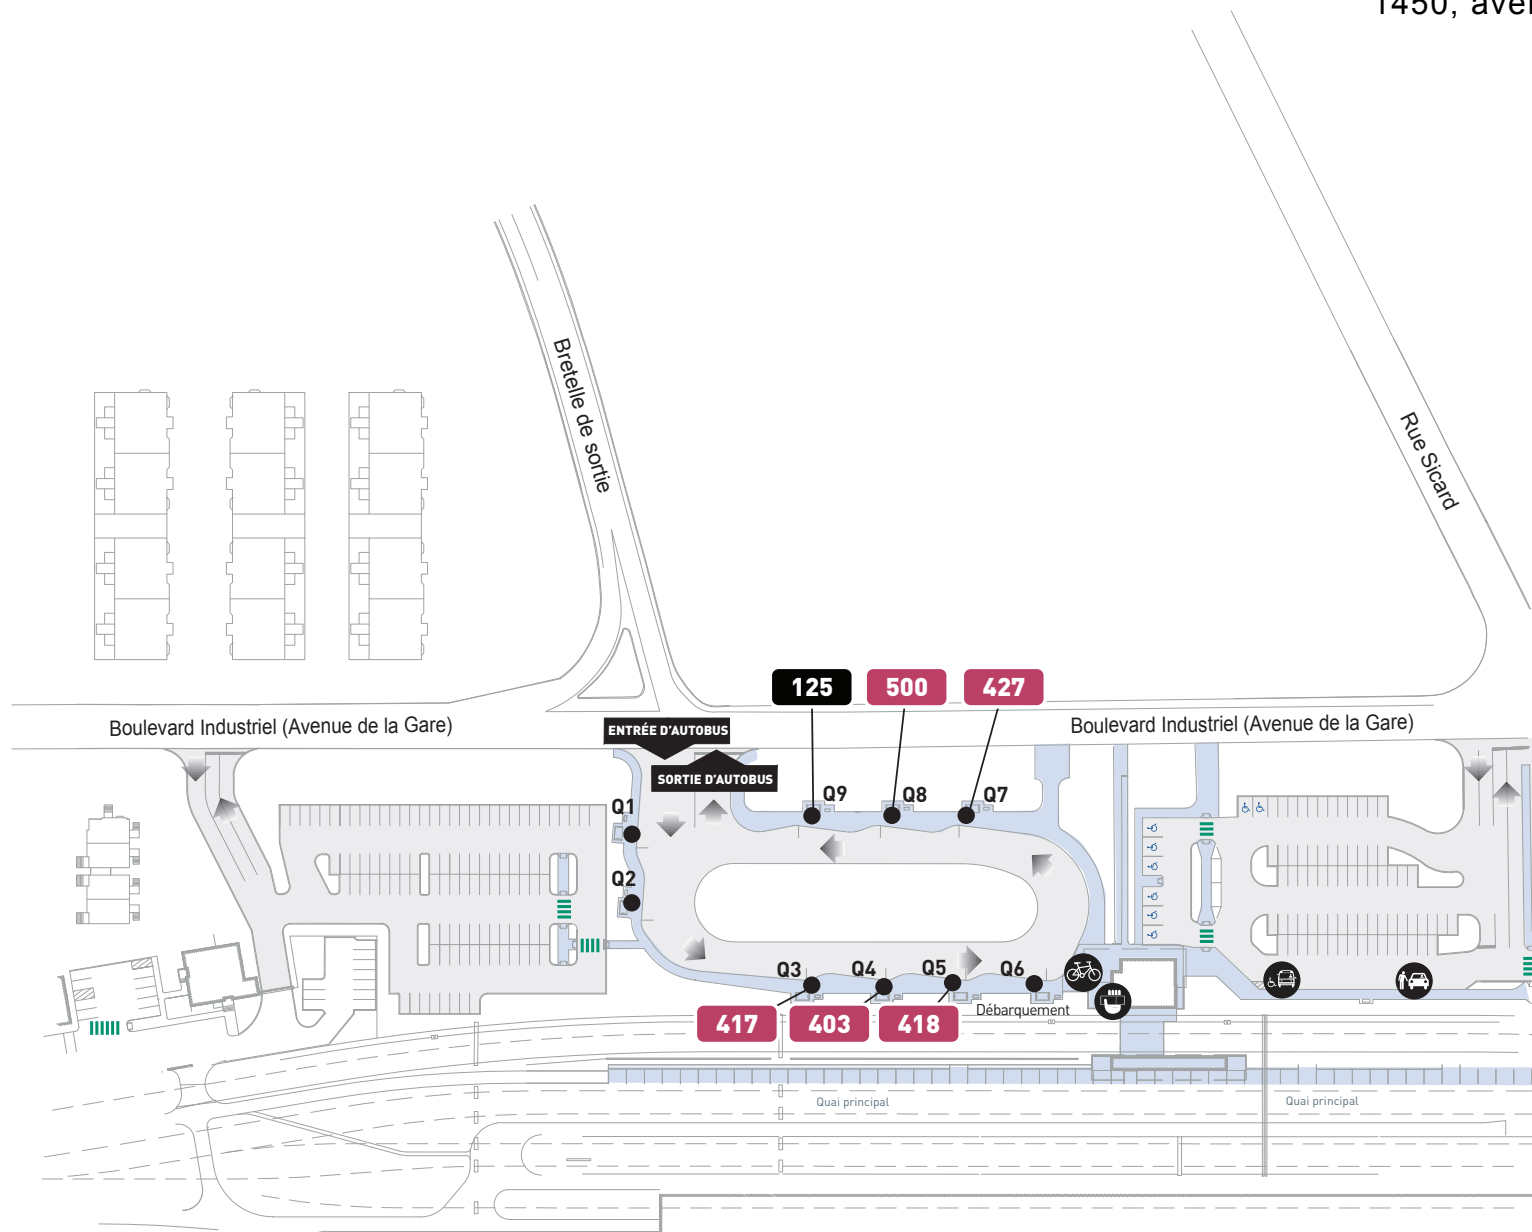 1450, aven
Bretelle de sortie
Rue Sicard
125
500
427
Boulevard Industriel (Avenue de la Gare)
ENTRÉE D'AUTOBUS
Boulevard Industriel (Avenue de la Gare)
SORTIE D'AUTOBUS
Q1
Q9
Q8
Q7
Q2
Q3
Q4
Q5
Q6
Débarquement
417
403
418
Quai principal
Quai principal